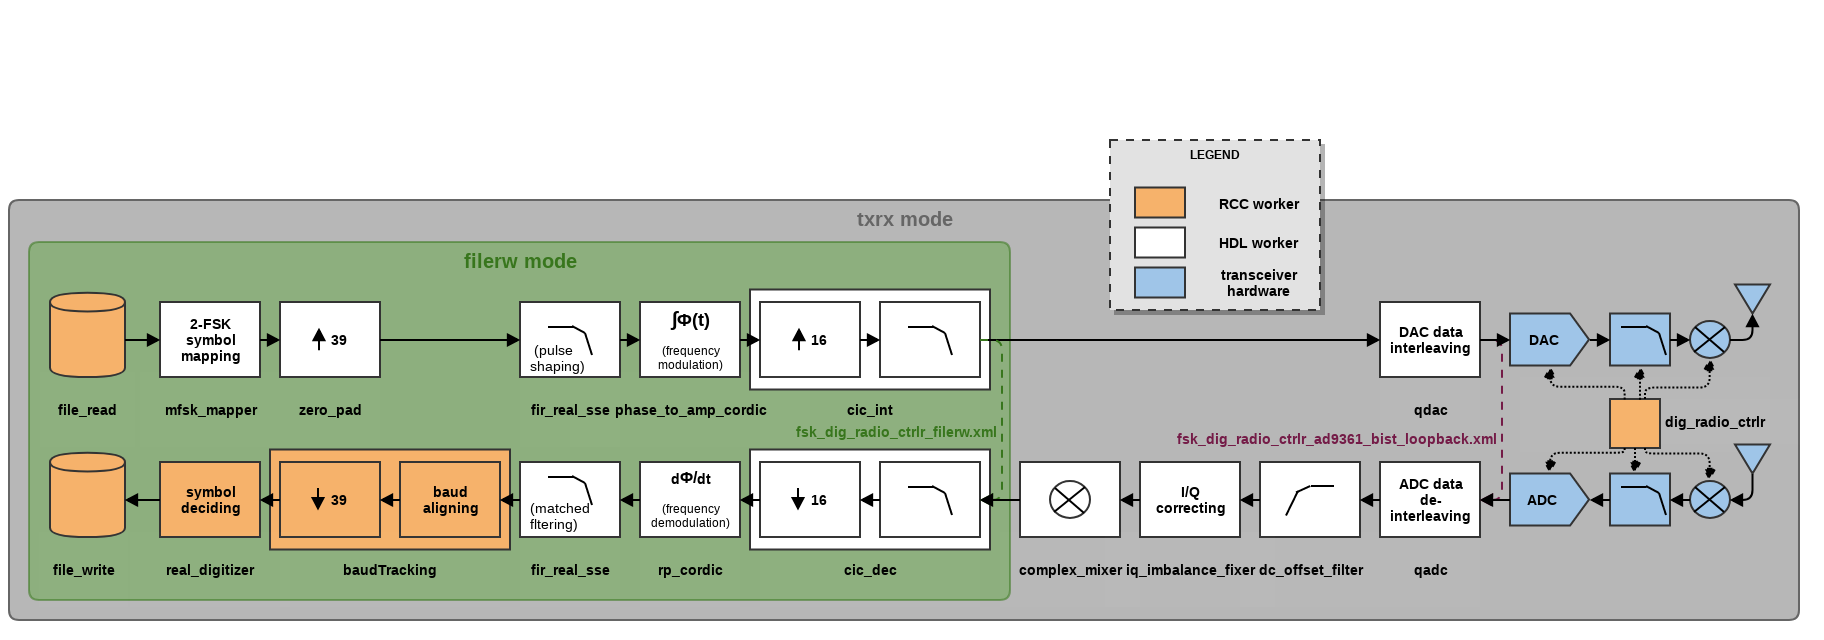 LEGEND
RCC worker
HDL worker
transceiver
hardware
txrx mode
filerw mode
2-FSK
symbol
mapping
39
(pulse
shaping)
∫Φ(t)
(frequency
modulation)
16
DAC data
interleaving
DAC
file_read
mfsk_mapper
zero_pad
fir_real_sse
phase_to_amp_cordic
cic_int
qdac
dig_radio_ctrlr
fsk_dig_radio_ctrlr_filerw.xml
fsk_dig_radio_ctrlr_ad9361_bist_loopback.xml
symbol
deciding
39
baud
aligning
(matched
fltering)
dΦ/dt
(frequency
demodulation)
16
I/Q
correcting
ADC data
de-
interleaving
ADC
file_write
real_digitizer
baudTracking
fir_real_sse
rp_cordic
cic_dec
complex_mixer
iq_imbalance_fixer
dc_offset_filter
qadc